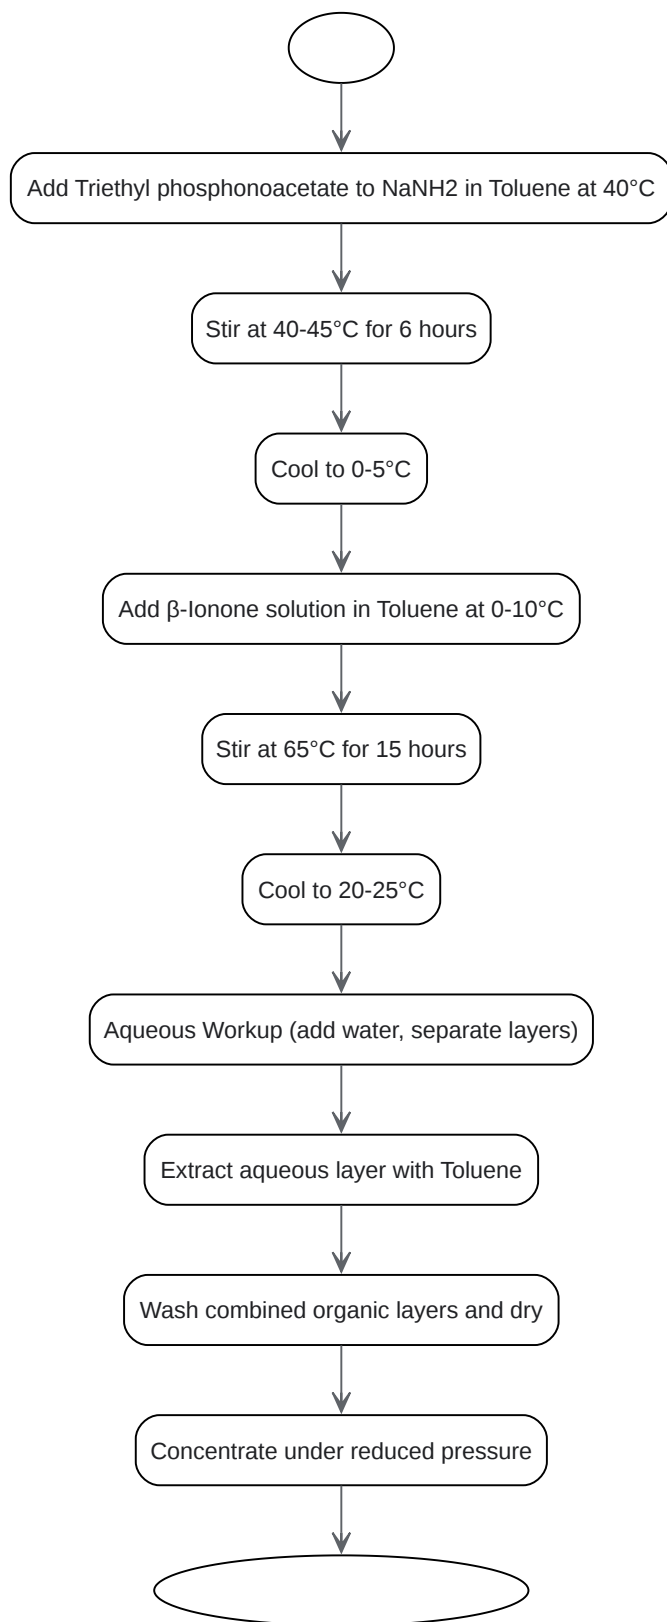 Add Triethyl phosphonoacetate to NaNH2 in Toluene at 40°C
Stir at 40-45°C for 6 hours
Cool to 0-5°C
Add β-Ionone solution in Toluene at 0-10°C
Stir at 65°C for 15 hours
Cool to 20-25°C
Aqueous Workup (add water, separate layers)
Extract aqueous layer with Toluene
Wash combined organic layers and dry
Concentrate under reduced pressure